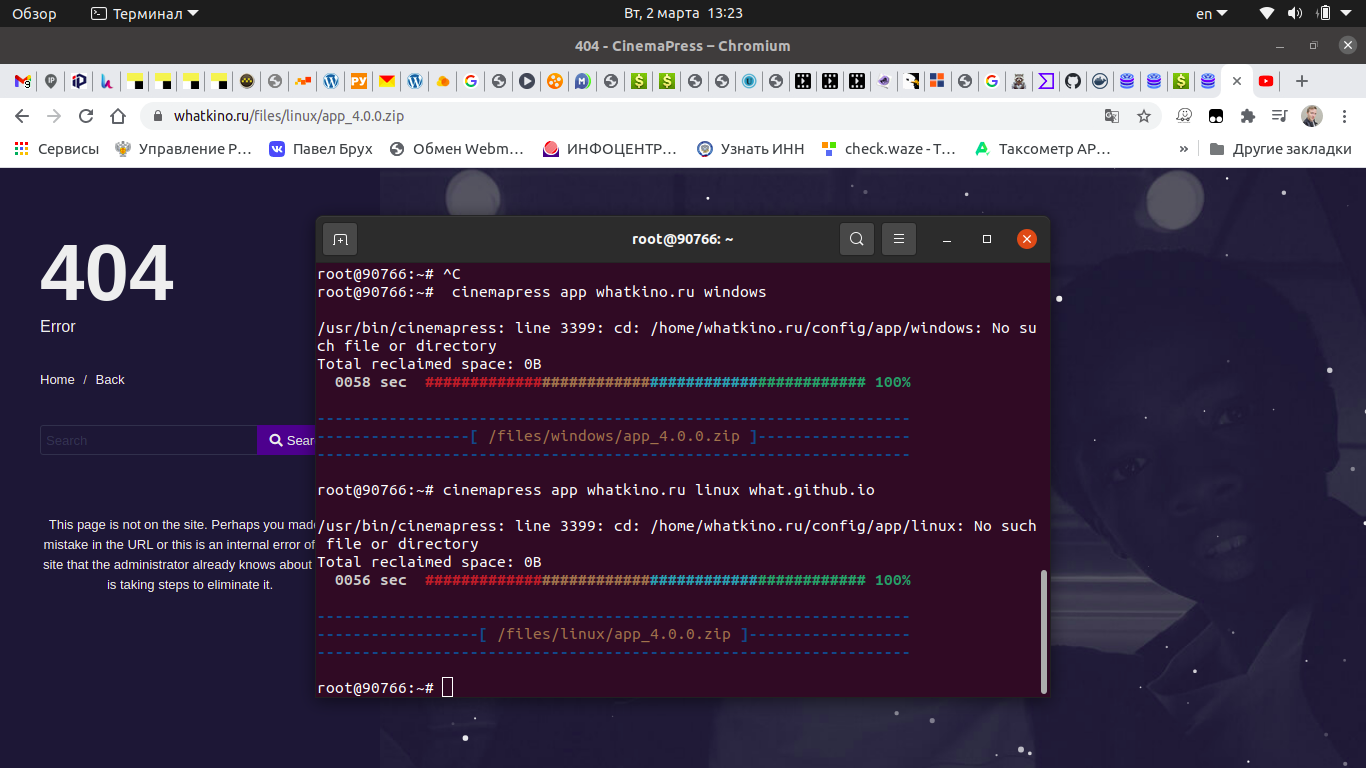 Обзор
Терминал
Вт, 2 марта 13:23
en
404 - CinemaPress – Chromium
whatkino.ru/files/linux/app_4.0.0.zip
Сервисы
Управление Р…
Павел Брух
Обмен Webm…
ИНФОЦЕНТР…
Узнать ИНН
check.waze - T…
Таксометр АР…
»
Другие закладки
404
Error
Home / Back
Search
Sear
This page is not on the site. Perhaps you made
mistake in the URL or this is an internal error of
site that the administrator already knows about
is taking steps to eliminate it.
root@90766: ~
root@90766:~# ^C
root@90766:~#  cinemapress app whatkino.ru windows
/usr/bin/cinemapress: line 3399: cd: /home/whatkino.ru/config/app/windows: No su
ch file or directory
Total reclaimed space: 0B
0058 sec  ################################################# 100%
------------------------------------------------------------------
-----------------[ /files/windows/app_4.0.0.zip ]-----------------
------------------------------------------------------------------
root@90766:~# cinemapress app whatkino.ru linux what.github.io
/usr/bin/cinemapress: line 3399: cd: /home/whatkino.ru/config/app/linux: No such
file or directory
Total reclaimed space: 0B
0056 sec  ################################################# 100%
------------------------------------------------------------------
------------------[ /files/linux/app_4.0.0.zip ]------------------
------------------------------------------------------------------
root@90766:~#